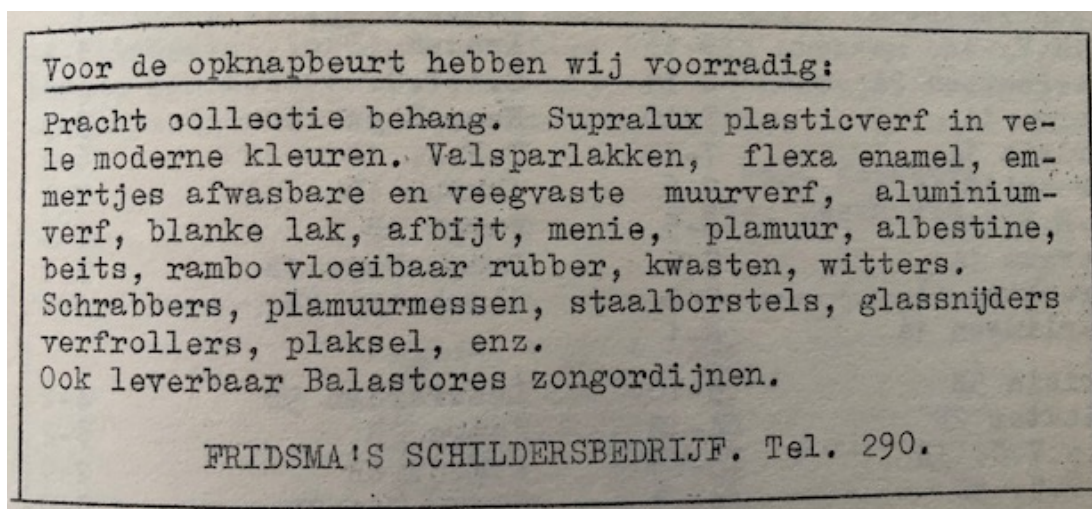 Voor de opknapbeurt hebben wij voorradig:
Pracht collectie behang. Supralux plasticverf in ve-
le moderne kleuren. Valsparlakken, flexa enamel, em-
mertjes afwasbare en veegvaste muurverf, aluminium-
verf, blanke lak, afbijt, menie, plamuur, albestine,
beits, rambo vloeibaar rubber, kwasten, witters.
Schrabbers, plamuurmessen, staalborstels, glassnijders
verfrollers, plaksel, enz.
Ook leverbaar Balastores zongordijnen.
FRIDSMA'S SCHILDERSBEDRIJF. Tel. 290.